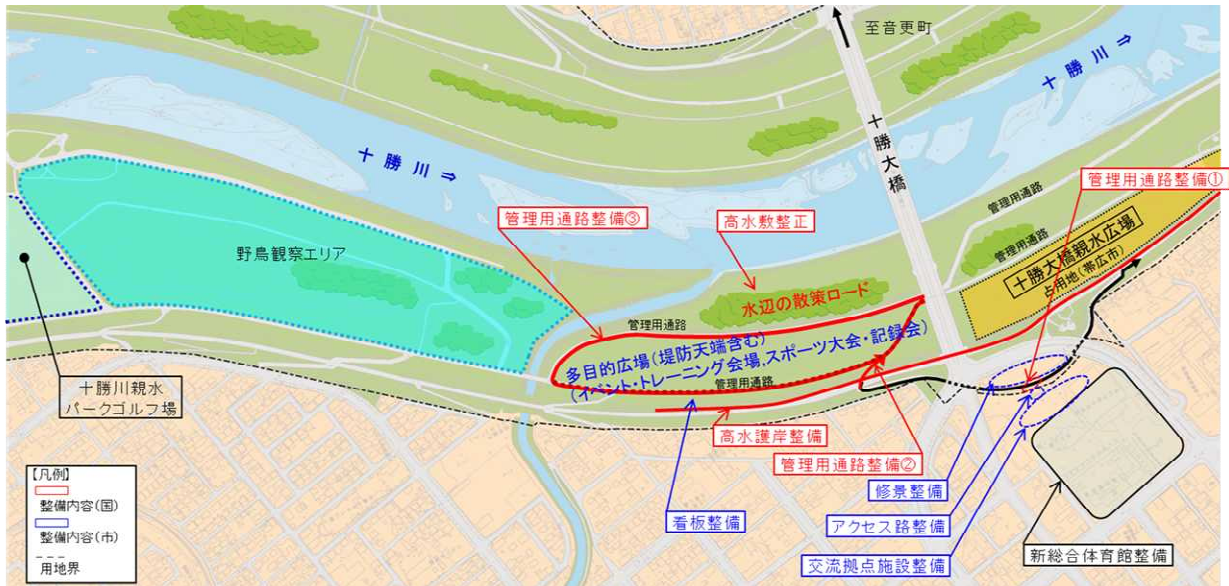 至音更町
十勝川⇒
十勝川⇒
十勝大橋
管理用通路整備①
管理用通路
管理用通路
十勝大橋親水広場
占用地(帯広市)
管理用通路整備③
高水敷整正
野鳥観察エリア
水辺の散策ロード
管理用通路
多目的広場(堤防天端含む)
(イベント・トレーニング会場、スポーツ大会・記録会)
管理用通路
十勝川親水
パークゴルフ場
高水護岸整備
管理用通路整備②
修景整備
看板整備
アクセス路整備
交流拠点施設整備
新総合体育館整備
【凡例】
整備内容(国)
整備内容(市)
用地界